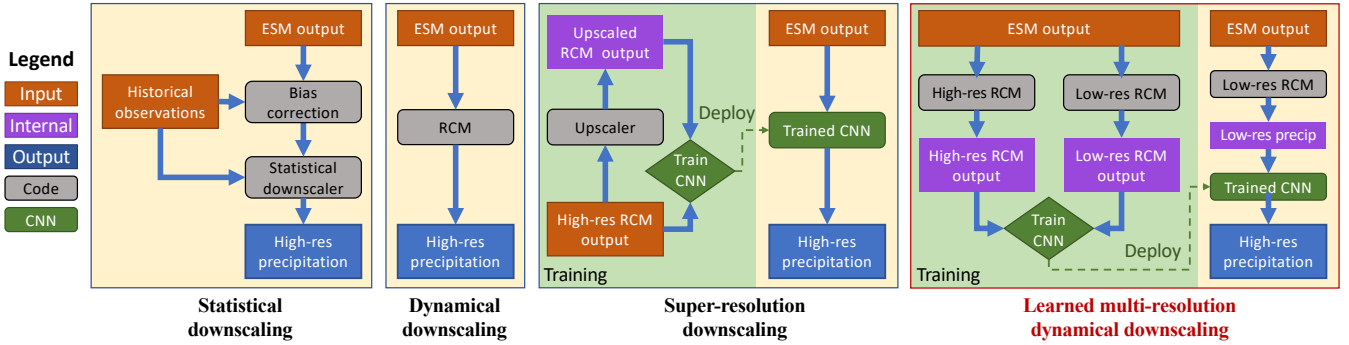 Legend
Input
Internal
Output
Code
CNN
ESM output
Historical
observations
Bias
correction
Statistical
downscaler
High-res
precipitation
Statistical
downscaling
ESM output
RCM
High-res
precipitation
Dynamical
downscaling
Upscaled
RCM output
Upscaler
High-res RCM
output
Train
CNN
Training
Deploy
ESM output
Trained CNN
High-res
precipitation
Super-resolution
downscaling
ESM output
High-res RCM
Low-res RCM
High-res RCM
output
Low-res RCM
output
Train
CNN
Training
Deploy
ESM output
Low-res RCM
Low-res precip
Trained CNN
High-res
precipitation
Learned multi-resolution
dynamical downscaling